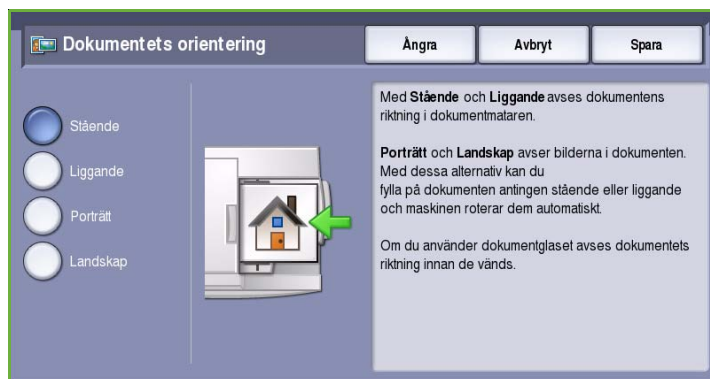 Dokumentets orientering
Ångra
Avbryt
Spara
Stående
Liggande
Porträtt
Landskap
Med Stående och Liggande avses dokumentens
riktning i dokumentmataren.
Porträtt och Landskap avser bilderna i dokumenten.
Med dessa alternativ kan du
fylla på dokumenten antingen stående eller liggande
och maskinen roterar dem automatiskt.
Om du använder dokumentglaset avses dokumentets
riktning innan de vänds.